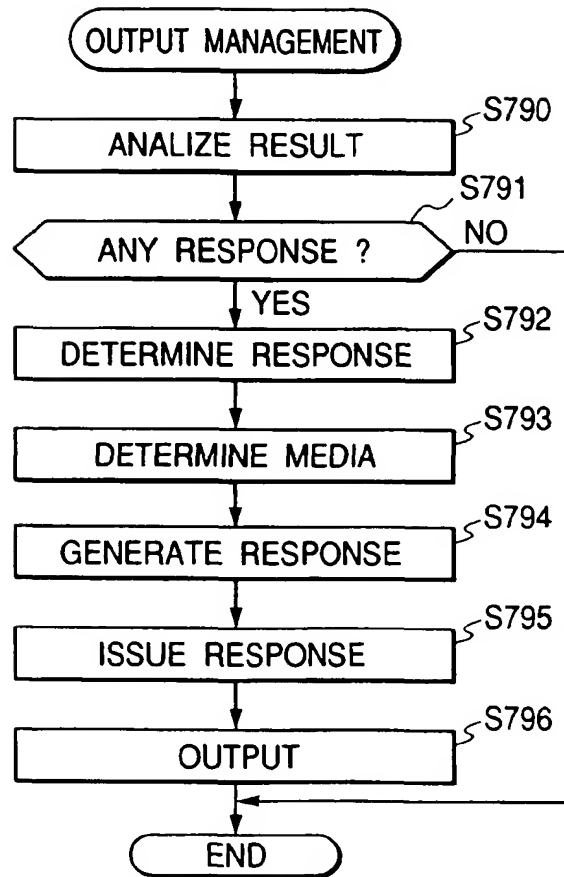 OUTPUT MANAGEMENT
S790
ANALIZE RESULT
S791
ANY RESPONSE ?
NO
YES
S792
DETERMINE RESPONSE
S793
DETERMINE MEDIA
S794
GENERATE RESPONSE
S795
ISSUE RESPONSE
S796
OUTPUT
END